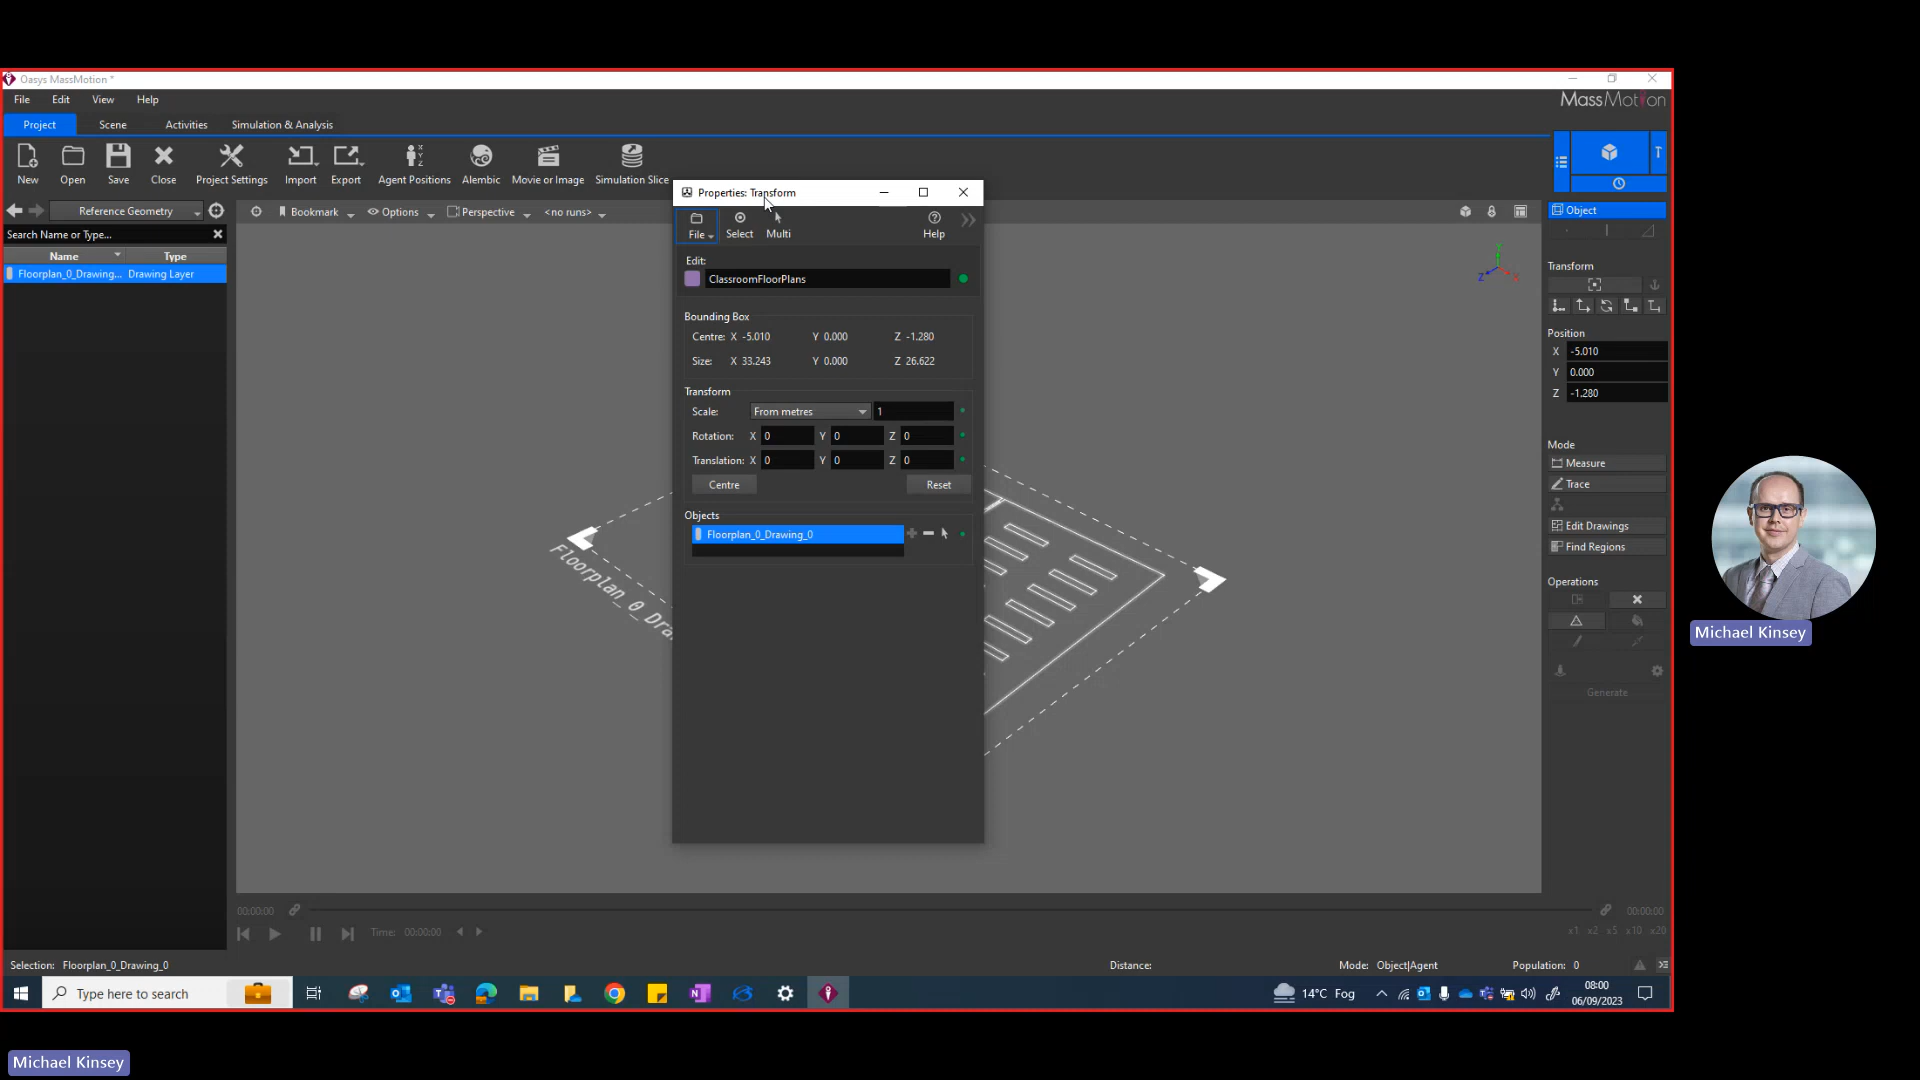 Oasys MassMotion *
File Edit View Help
MassMotion
Project Scene Activities Simulation & Analysis
New Open Save Close Project Settings Import Export Agent Positions Alembic Movie or Image Simulation Slice
Reference Geometry
Bookmark Options Perspective <no runs>
Search Name or Type...
Name Type
Floorplan_0_Drawing... Drawing Layer
Properties: Transform
File Select Multi Help
Edit:
ClassroomFloorPlans
Bounding Box
Centre: X -5.010 Y 0.000 Z -1.280
Size: X 33.243 Y 0.000 Z 26.622
Transform
Scale: From metres 1
Rotation: X 0 Y 0 Z 0
Translation: X 0 Y 0 Z 0
Centre Reset
Objects
Floorplan_0_Drawing_0
Floorplan_0_Dra
Y
Z X
T
Object
Transform
Position
X -5.010
Y 0.000
Z -1.280
Mode
Measure
Trace
Edit Drawings
Find Regions
Operations
Generate
00:00:00 00:00:00
Time: 00:00:00 x1 x2 x5 x10 x20
Selection: Floorplan_0_Drawing_0 Distance: Mode: Object|Agent Population: 0
Type here to search 14°C Fog 08:00
06/09/2023
Michael Kinsey
Michael Kinsey